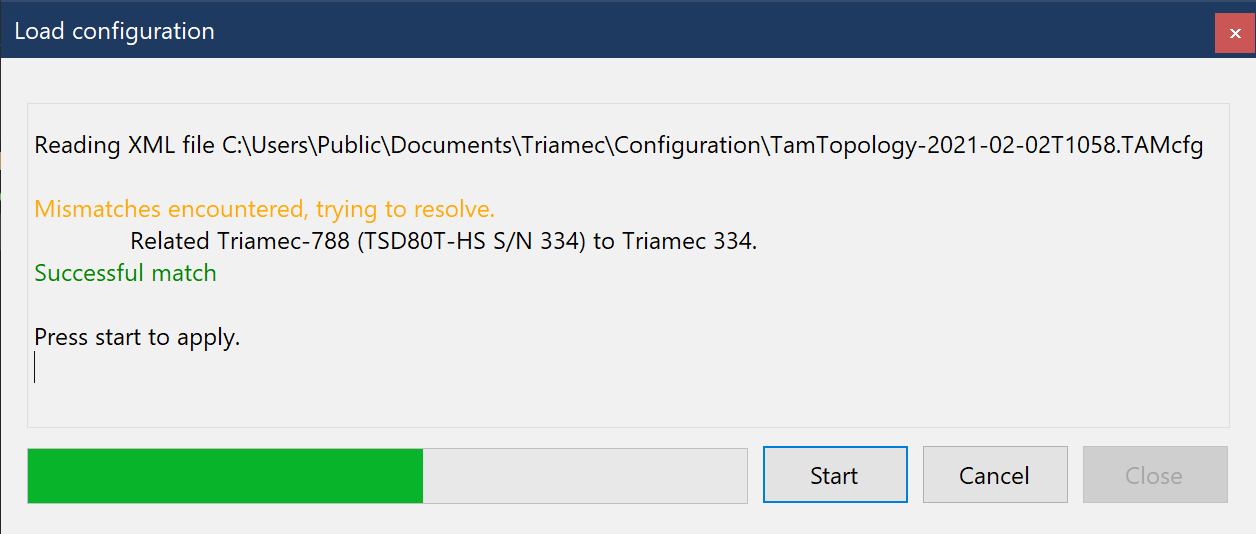 Load configuration
×
Reading XML file C:\Users\Public\Documents\Triamec\Configuration\TamTopology-2021-02-02T1058.TAMcfg
Mismatches encountered, trying to resolve.
Related Triamec-788 (TSD80T-HS S/N 334) to Triamec 334.
Successful match
Press start to apply.
Start
Cancel
Close